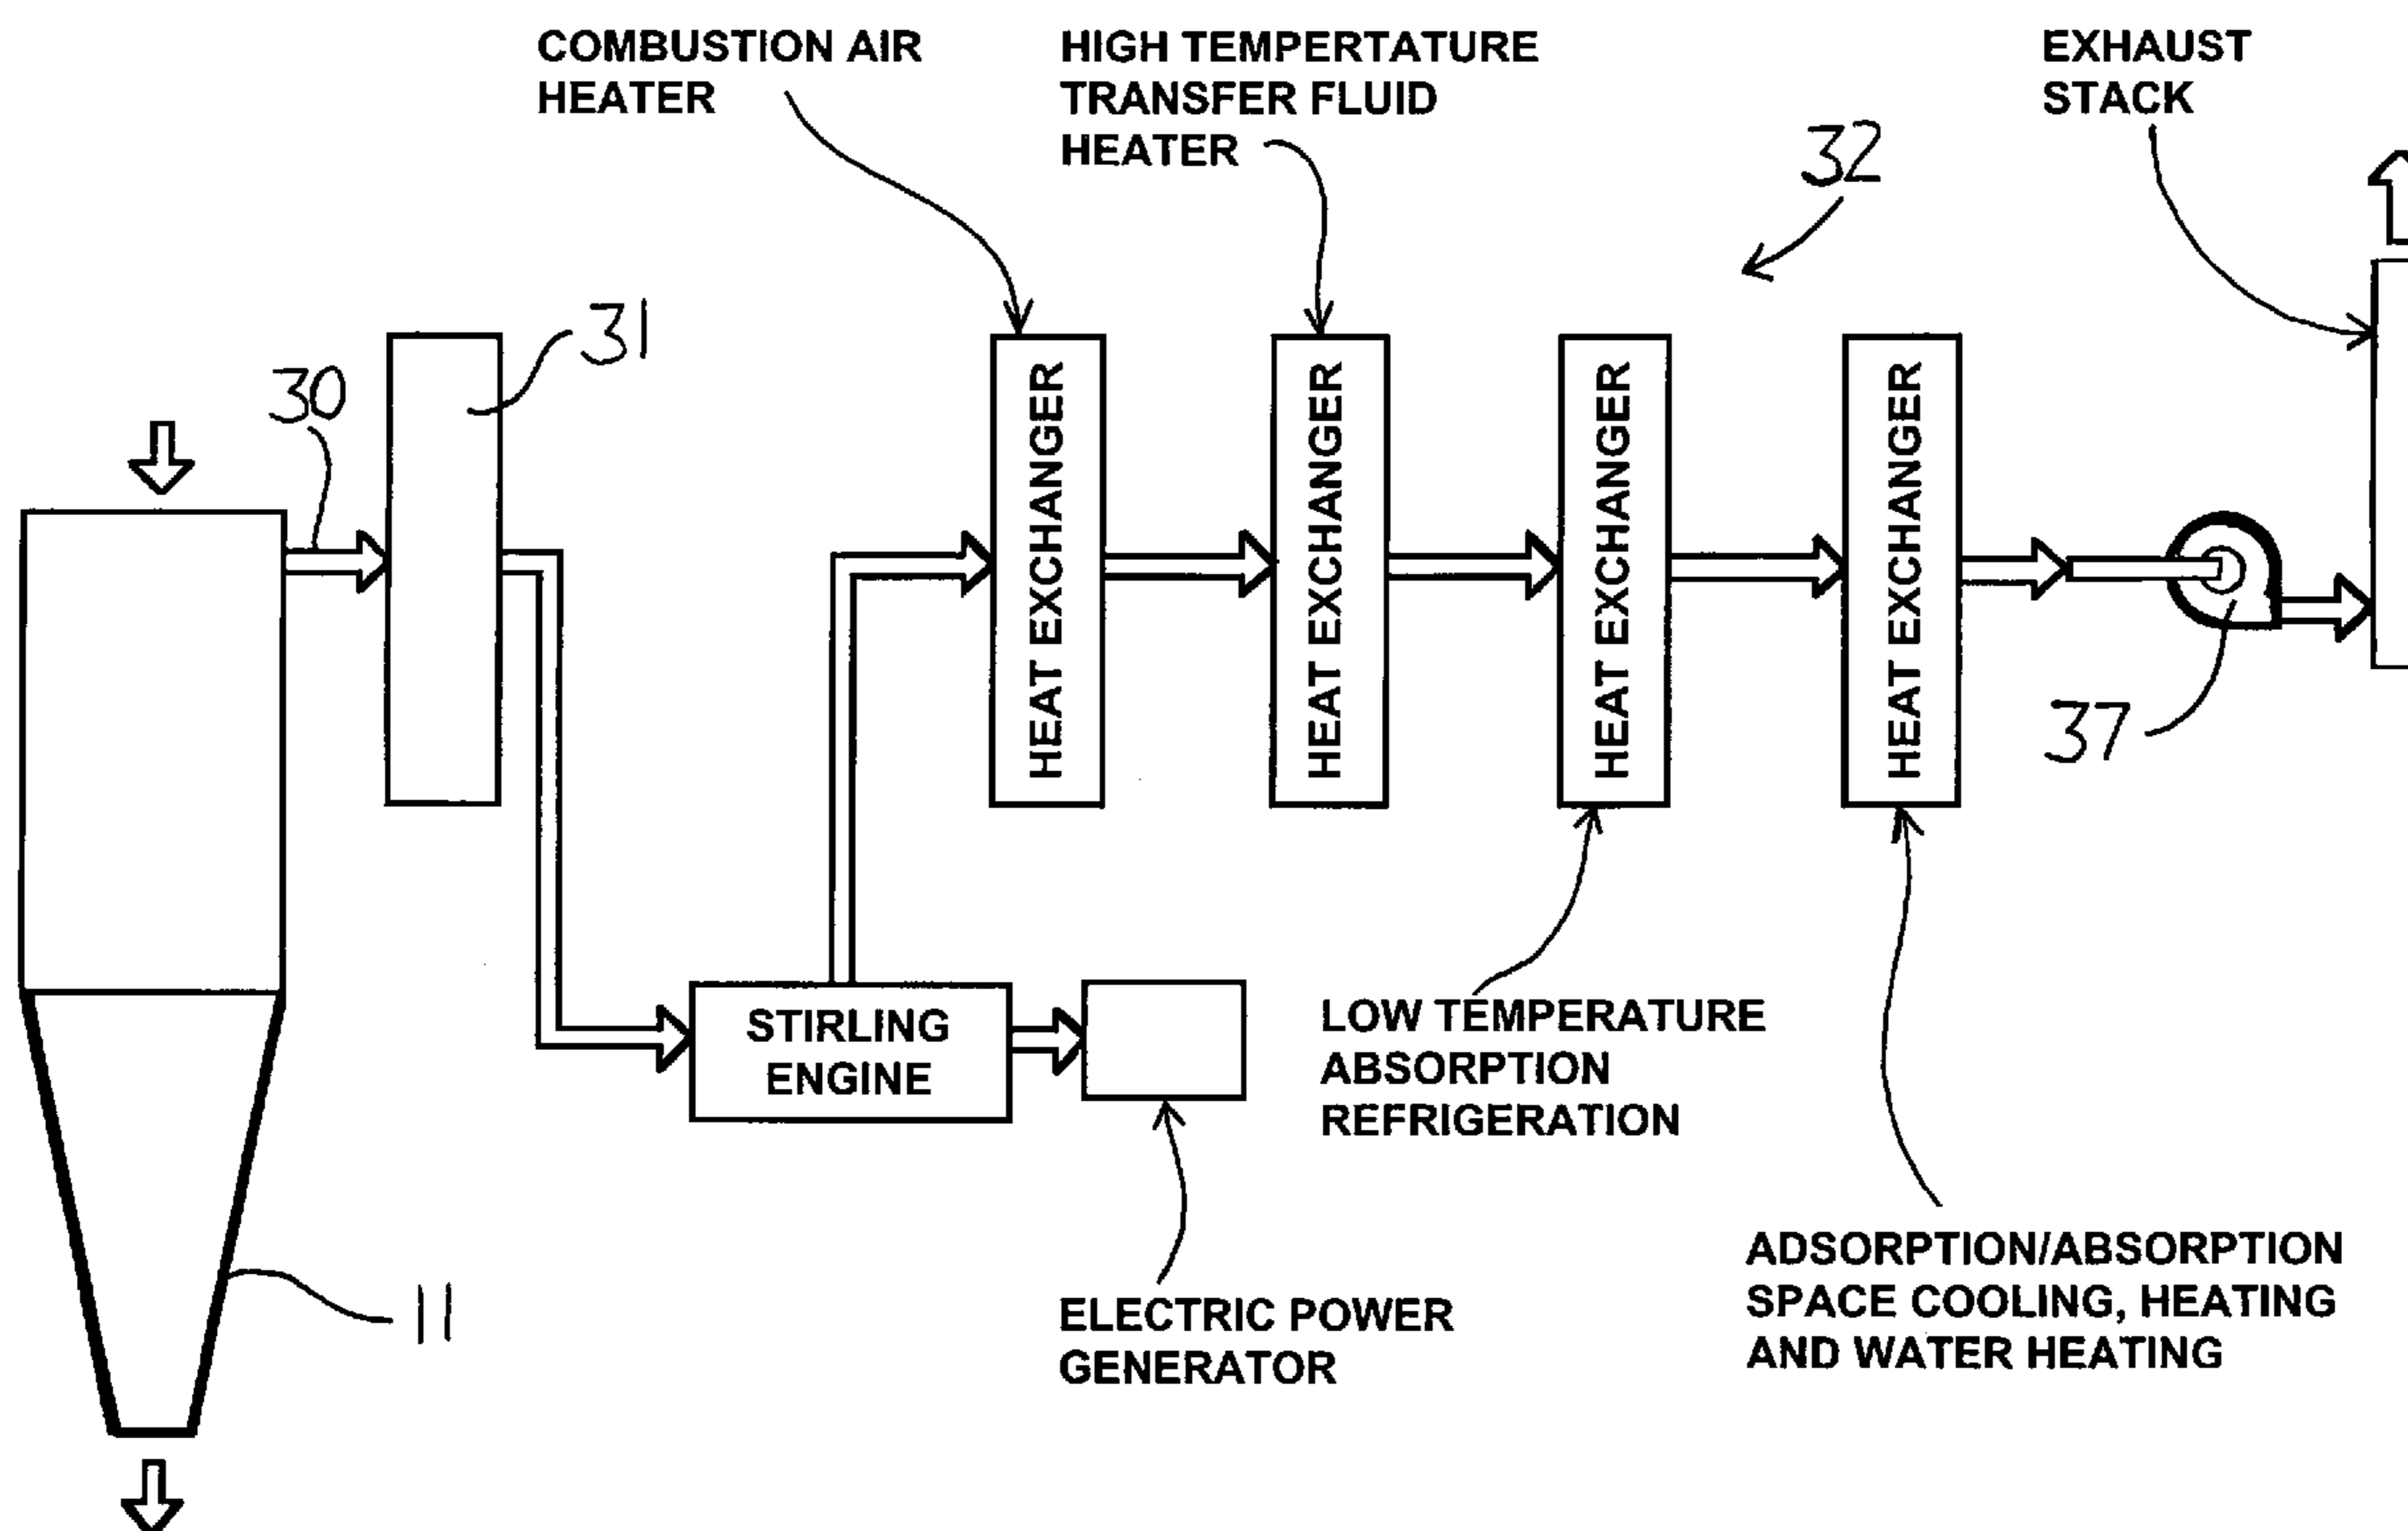 COMBUSTION AIR
HEATER
HIGH TEMPERTATURE
TRANSFER FLUID
HEATER
EXHAUST
STACK
32
31
30
HEAT EXCHANGER
HEAT EXCHANGER
HEAT EXCHANGER
HEAT EXCHANGER
37
STIRLING
ENGINE
LOW TEMPERATURE
ABSORPTION
REFRIGERATION
ADSORPTION/ABSORPTION
SPACE COOLING, HEATING
AND WATER HEATING
11
ELECTRIC POWER
GENERATOR